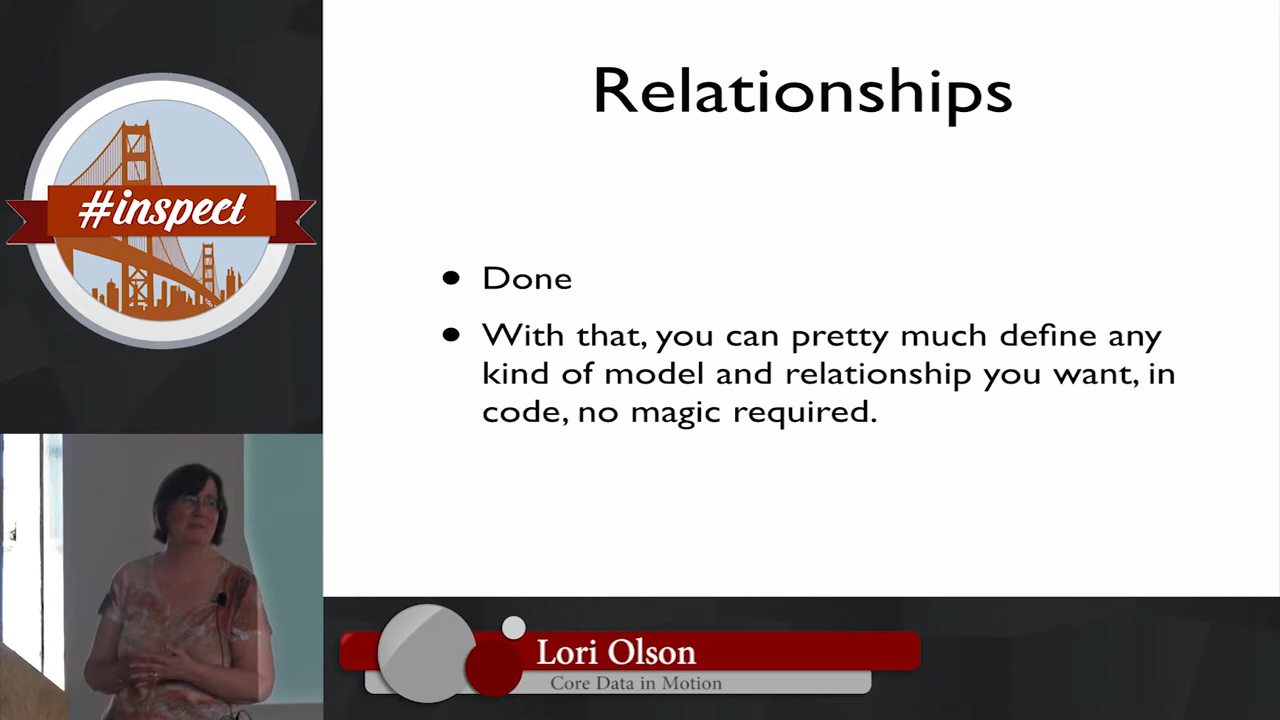 #inspect
Relationships
• Done
• With that, you can pretty much define any
kind of model and relationship you want, in
code, no magic required.
Lori Olson
Core Data in Motion